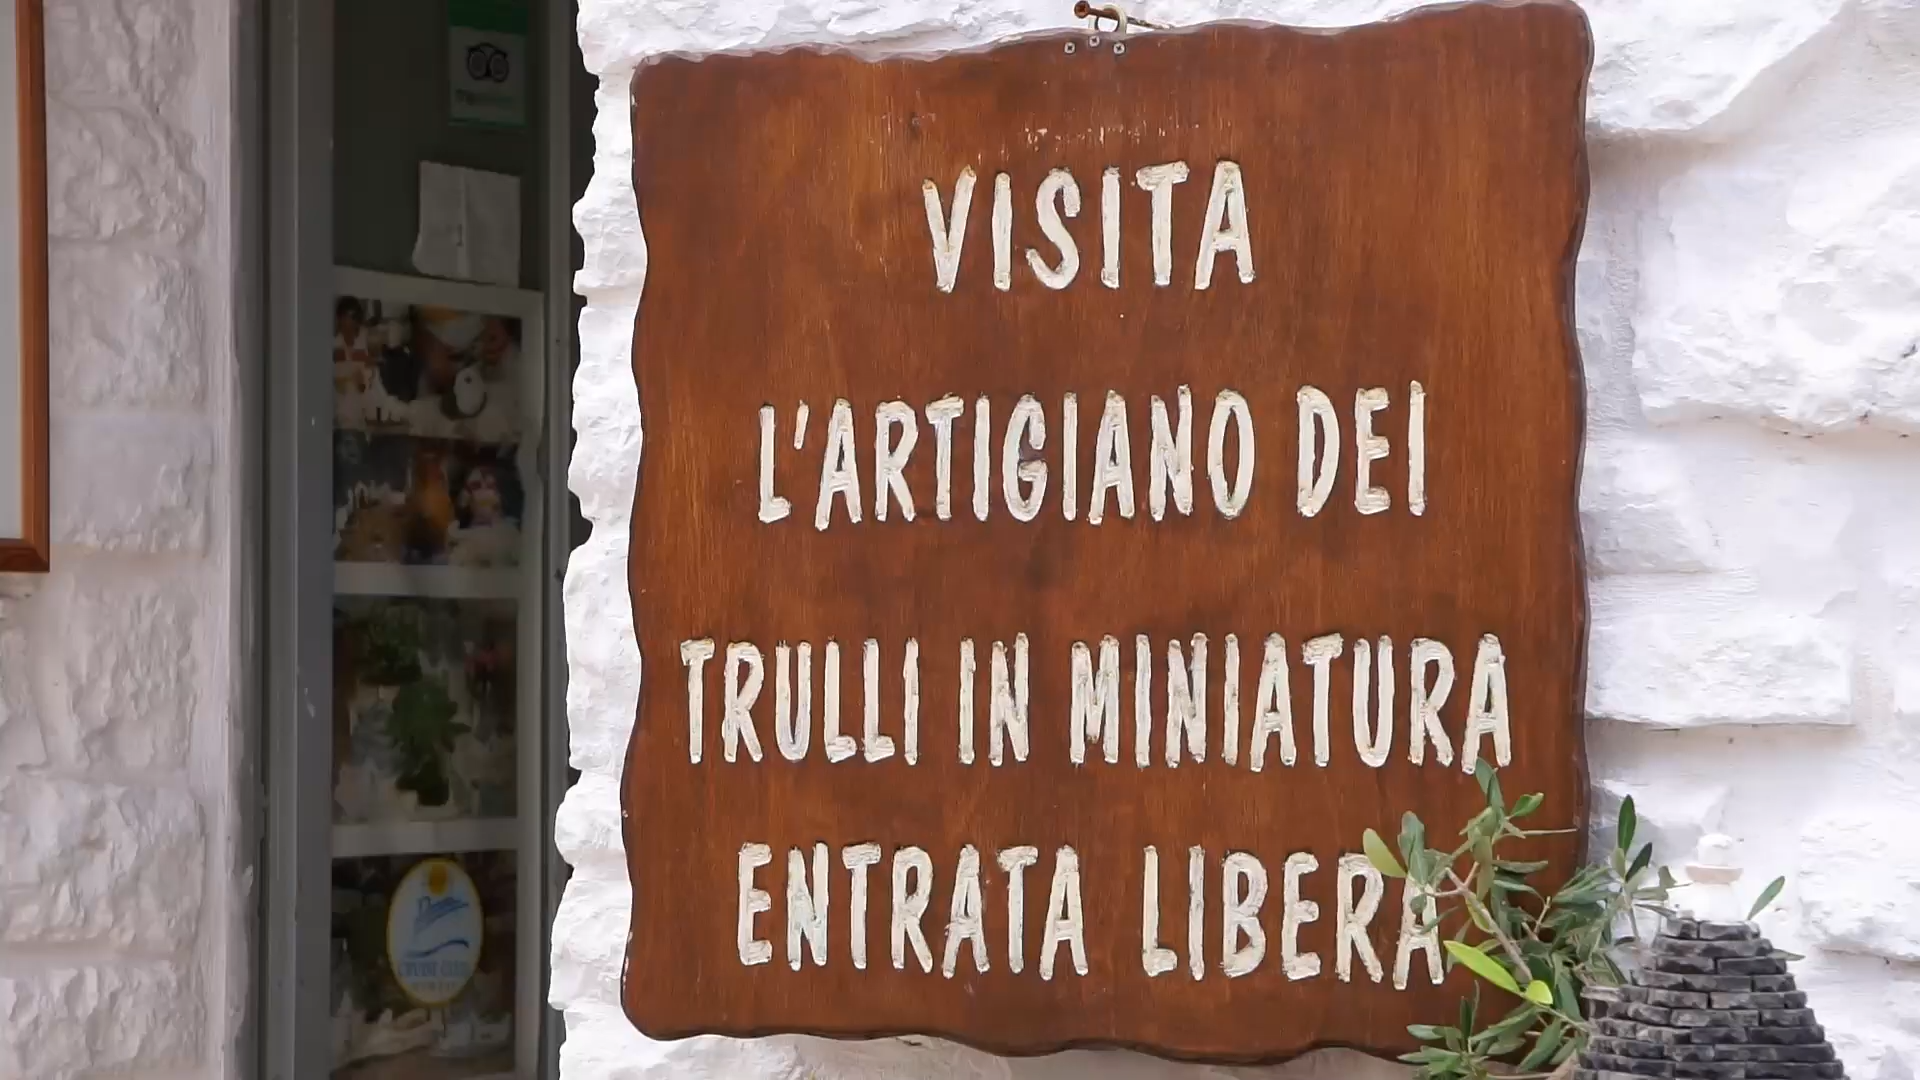 VISITA
L'ARTIGIANO DEI
TRULLI IN MINIATURA
ENTRATA LIBERA